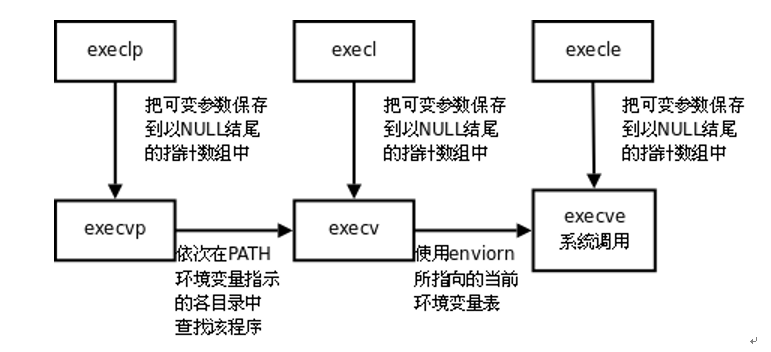 execlp
execl
execle
把可变参数保存
到以NULL结尾
的指针数组中
把可变参数保存
到以NULL结尾
的指针数组中
把可变参数保存
到以NULL结尾
的指针数组中
execvp
execv
execve
系统调用
依次在PATH
环境变量指示
的各目录中
查找该程序
使用enviorn
所指向的当前
环境变量表